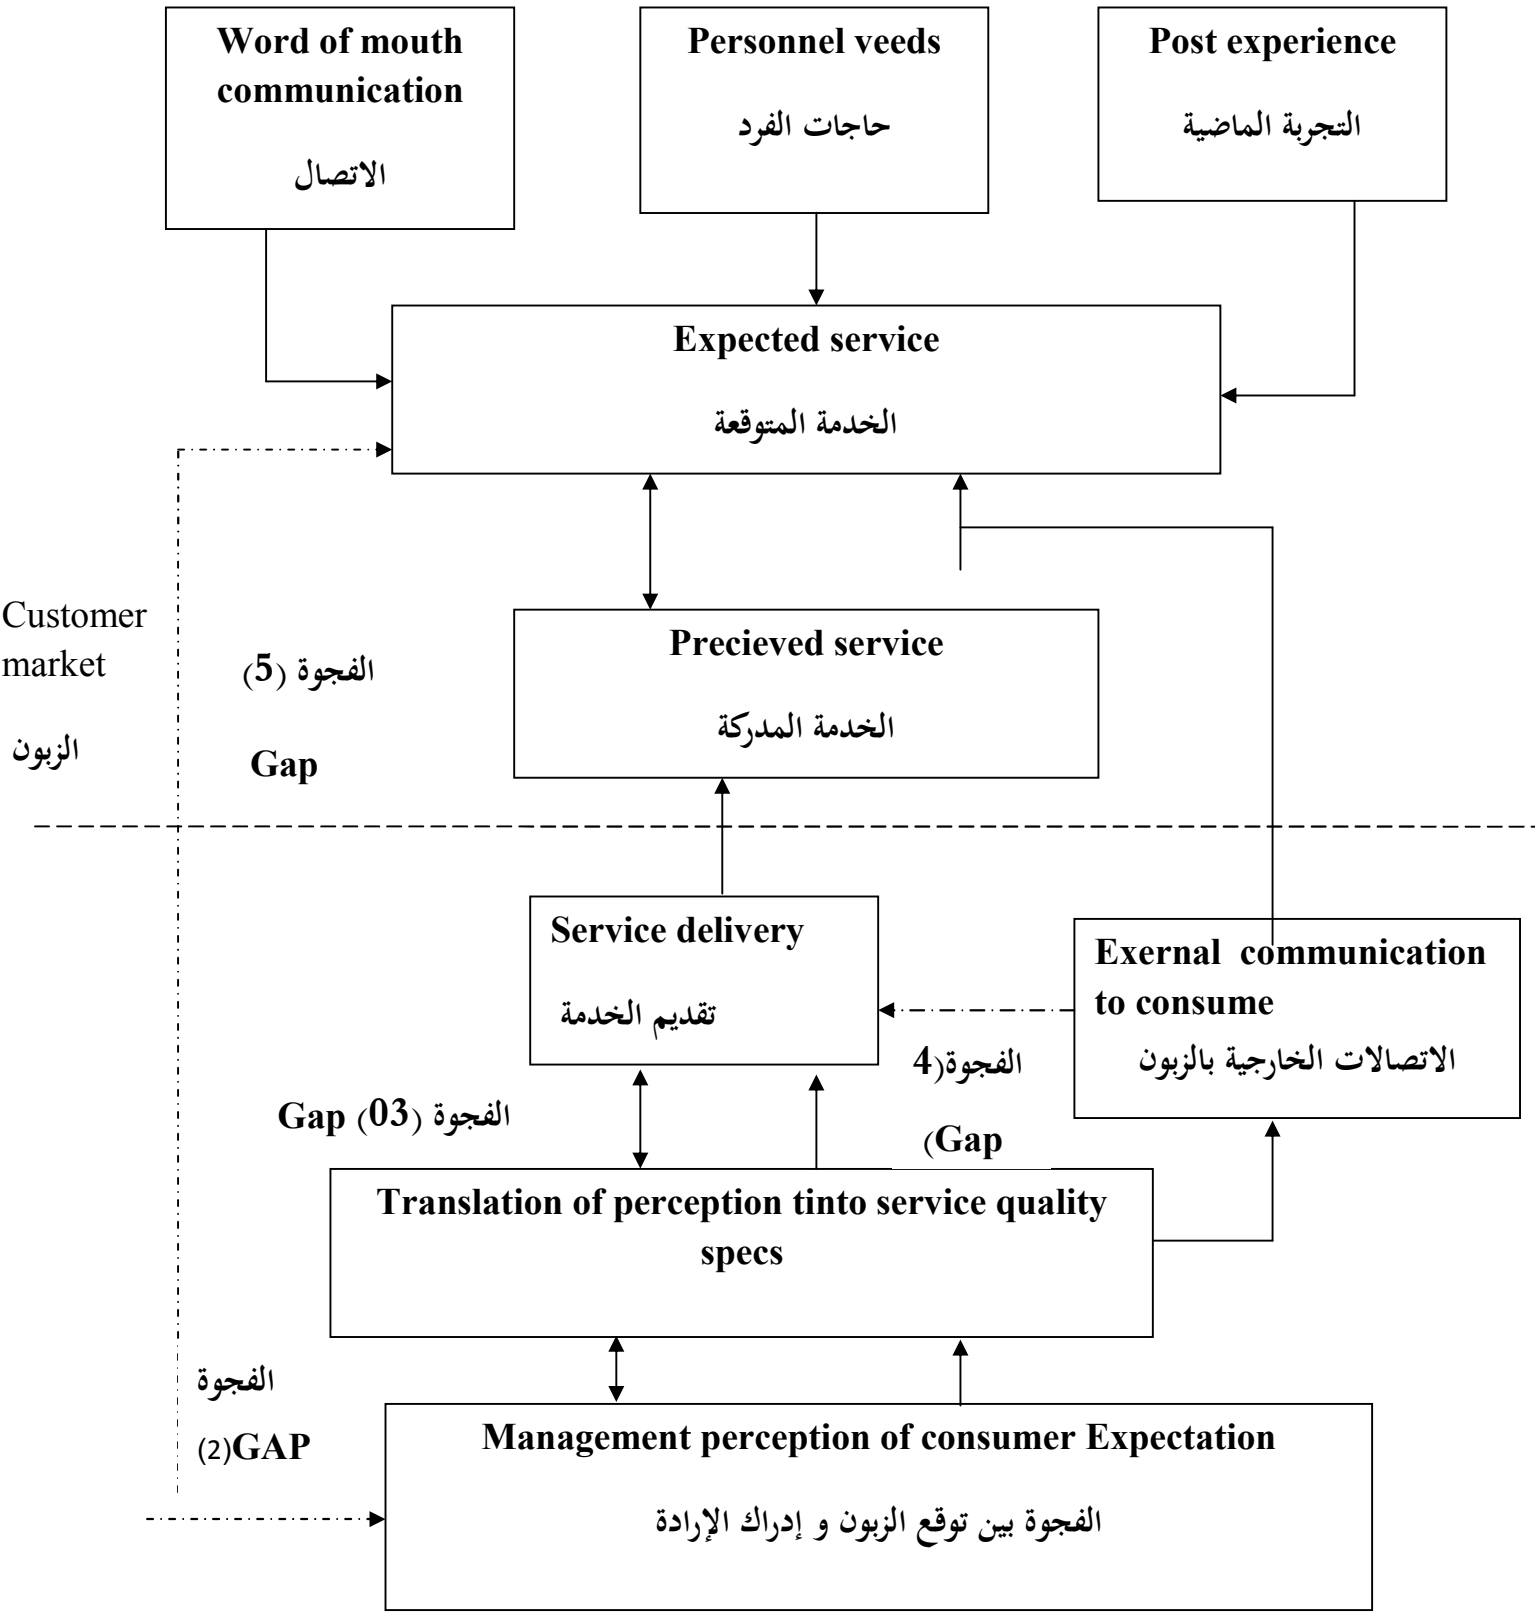 Word of mouth
communication
الاتصال
Personnel veeds
حاجات الفرد
Post experience
التجربة الماضية
Expected service
الخدمة المتوقعة
Customer
market
الزبون
الفجوة (5)
Gap
Precieved service
الخدمة المدركة
Service delivery
تقديم الخدمة
Exernal communication
to consume
الاتصالات الخارجية بالزبون
الفجوة(4
(Gap
الفجوة (03) Gap
Translation of perception tinto service quality
specs
الفجوة
(2)GAP
Management perception of consumer Expectation
الفجوة بين توقع الزبون و إدراك الإرادة